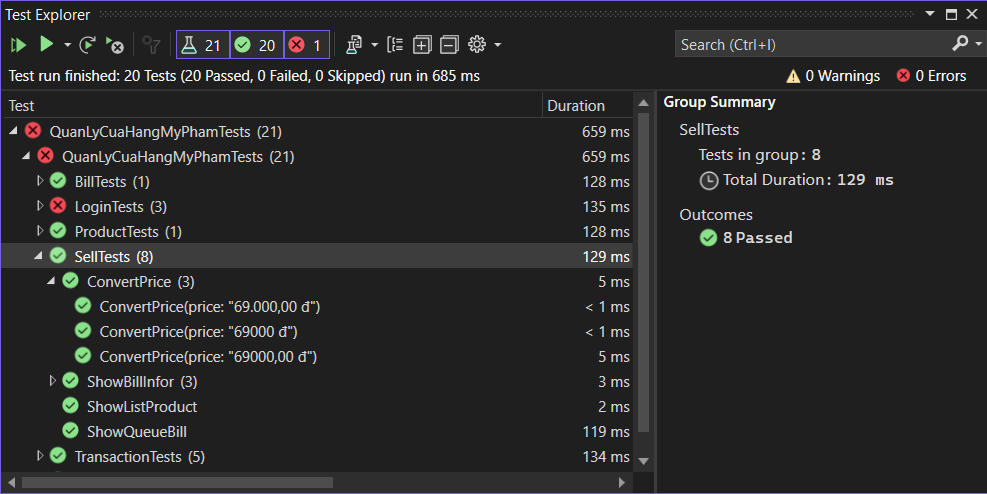 Test Explorer
21 20 1 Search (Ctrl+I)
Test run finished: 20 Tests (20 Passed, 0 Failed, 0 Skipped) run in 685 ms 0 Warnings 0 Errors
Test Duration
QuanLyCuaHangMyPhamTests (21) 659 ms
QuanLyCuaHangMyPhamTests (21) 659 ms
BillTests (1) 128 ms
LoginTests (3) 135 ms
ProductTests (1) 128 ms
SellTests (8) 129 ms
ConvertPrice (3) 5 ms
ConvertPrice(price: "69.000,00 đ") < 1 ms
ConvertPrice(price: "69000 đ") < 1 ms
ConvertPrice(price: "69000,00 đ") 5 ms
ShowBillInfor (3) 3 ms
ShowListProduct 2 ms
ShowQueueBill 119 ms
TransactionTests (5) 134 ms
Group Summary
SellTests
Tests in group: 8
Total Duration: 129 ms
Outcomes
8 Passed